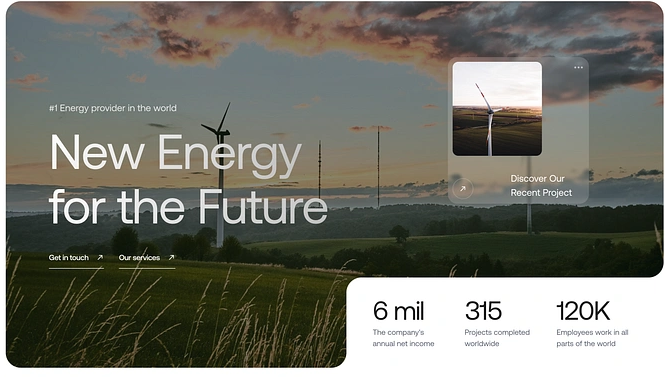 #1 Energy provider in the world
New Energy
for the Future
Get in touch
Our services
Discover Our
Recent Project
6 mil
The company's
annual net income
315
Projects completed
worldwide
120K
Employees work in all
parts of the world